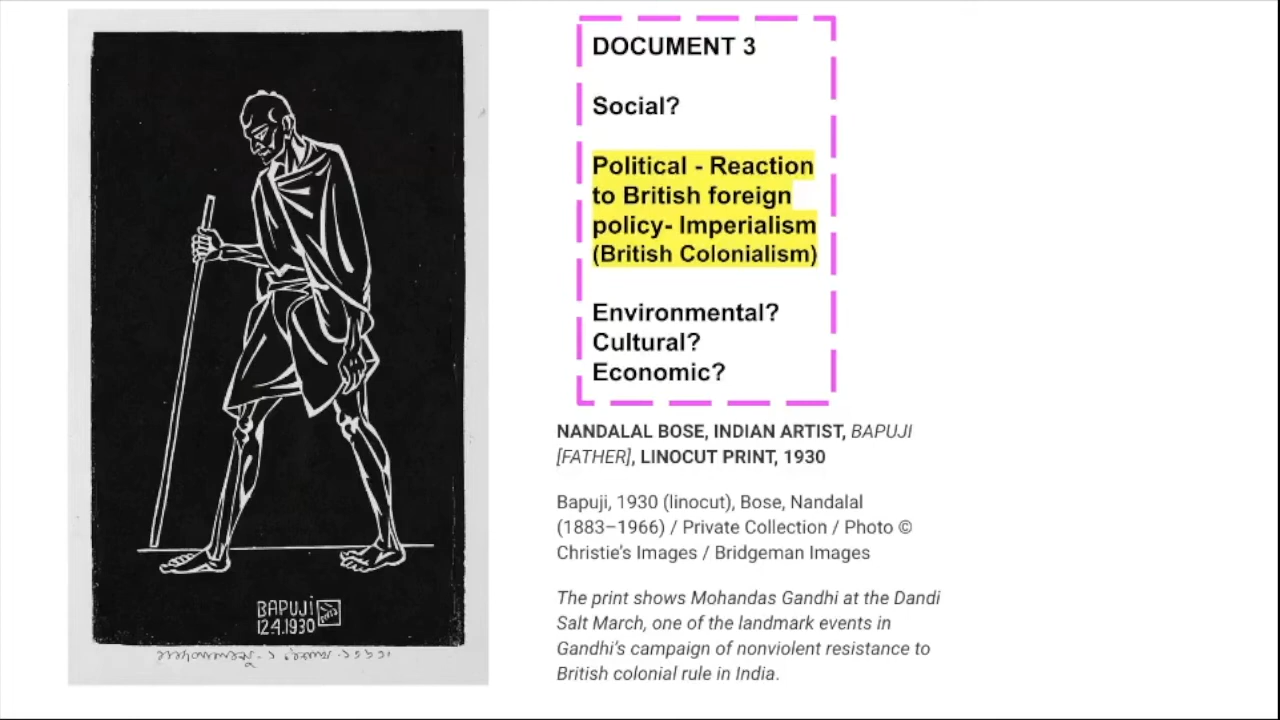 DOCUMENT 3
Social?
Political - Reaction
to British foreign
policy- Imperialism
(British Colonialism)
Environmental?
Cultural?
Economic?
NANDALAL BOSE, INDIAN ARTIST, BAPUJI
[FATHER], LINOCUT PRINT, 1930
Bapuji, 1930 (linocut), Bose, Nandalal
(1883–1966) / Private Collection / Photo ©
Christie's Images / Bridgeman Images
The print shows Mohandas Gandhi at the Dandi
Salt March, one of the landmark events in
Gandhi's campaign of nonviolent resistance to
British colonial rule in India.
BAPUJI
12.4.1930